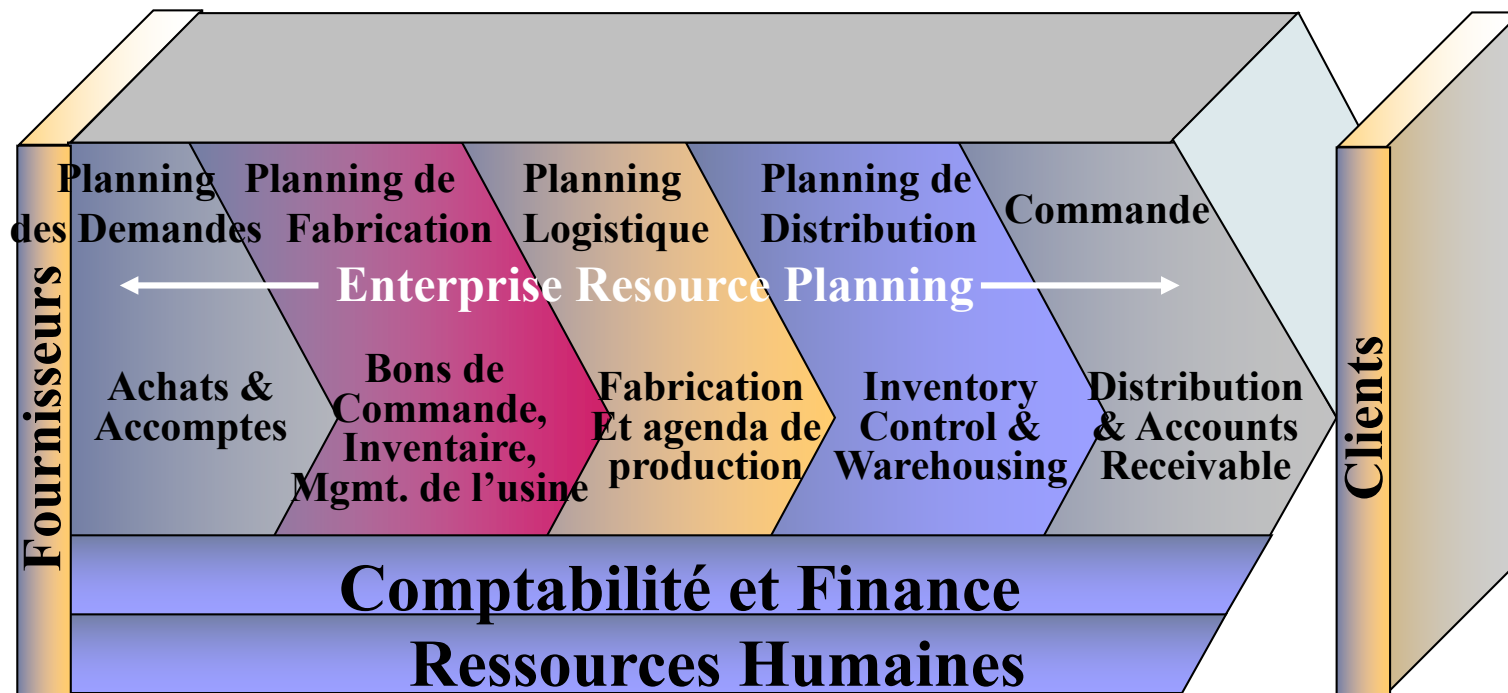 Fournisseurs
Planning
des Demandes
Planning de
Fabrication
Planning
Logistique
Planning de
Distribution
Commande
Enterprise Resource Planning
Achats &
Accomptes
Bons de
Commande,
Inventaire,
Mgmt. de l’usine
Fabrication
Et agenda de
production
Inventory
Control &
Warehousing
Distribution
& Accounts
Receivable
Clients
Comptabilité et Finance
Ressources Humaines